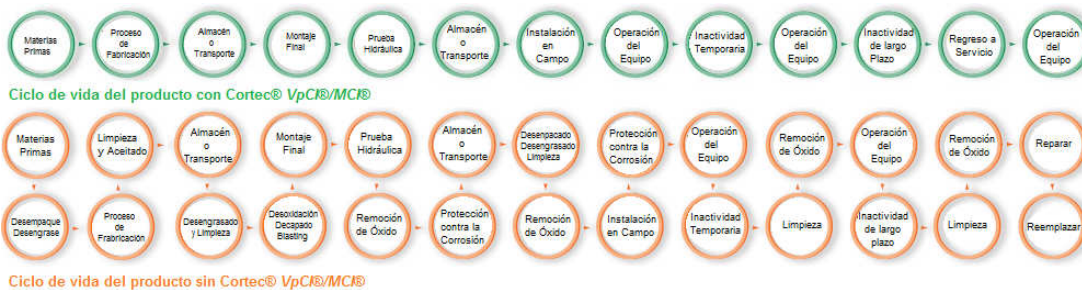 Materias
Primas
Proceso
de
Fabricación
Almacén
o
Transporte
Montaje
Final
Prueba
Hidráulica
Almacén
o
Transporte
Instalación
en
Campo
Operación
del
Equipo
Inactividad
Temporaria
Operación
del
Equipo
Inactividad
de largo
Plazo
Regreso a
Servicio
Operación
del
Equipo
Ciclo de vida del producto con Cortec® VpCI®/MCI®
Materias
Primas
Limpieza
y Aceitado
Almacén
o
Transporte
Montaje
Final
Prueba
Hidráulica
Almacén
o
Transporte
Desenpacado
Desengrasado
Limpieza
Protección
contra la
Corrosión
Operación
del
Equipo
Remoción
de Óxido
Operación
del
Equipo
Remoción
de Óxido
Reparar
Desempaque
Desengrase
Proceso
de
Frabricación
Desengrasado
y Limpieza
Desoxidación
Decapado
Blasting
Remoción
de Óxido
Protección
contra la
Corrosión
Remoción
de Óxido
Instalación
en Campo
Inactividad
Temporaria
Limpieza
Inactividad
de largo
plazo
Limpieza
Reemplazar
Ciclo de vida del producto sin Cortec® VpCI®/MCI®